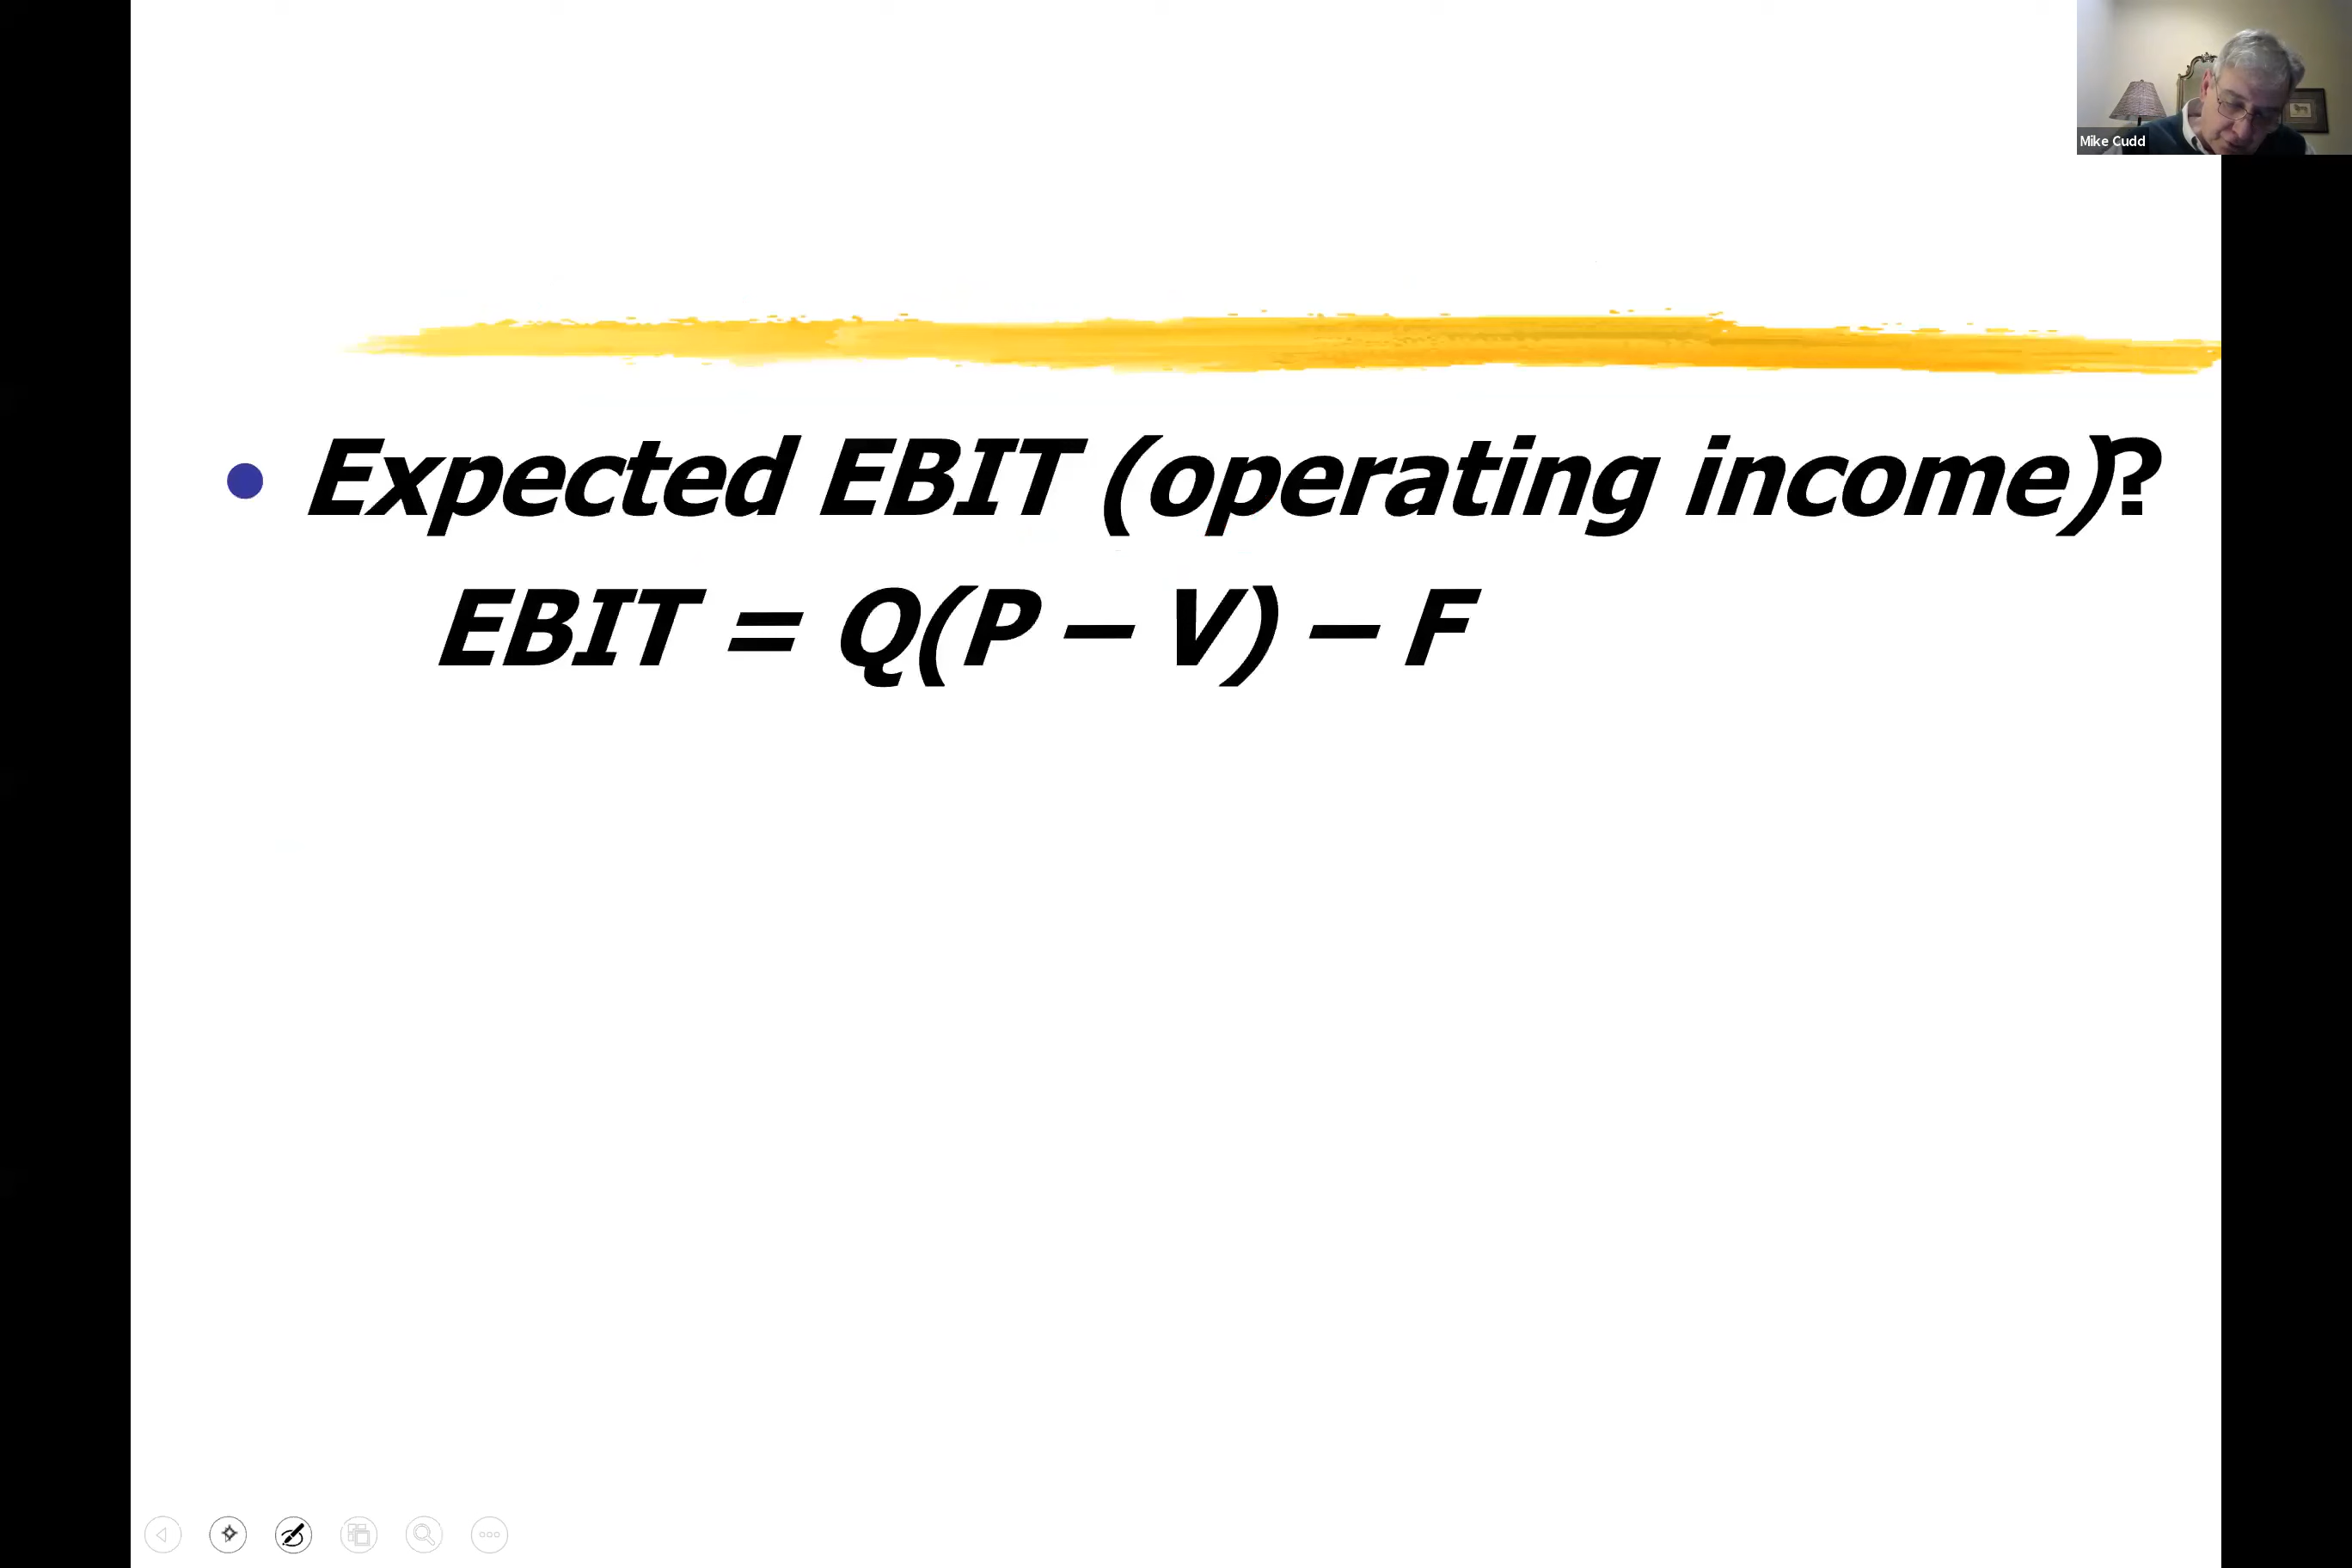 Mike Cudd
• Expected EBIT (operating income)?
EBIT = Q(P – V) – F